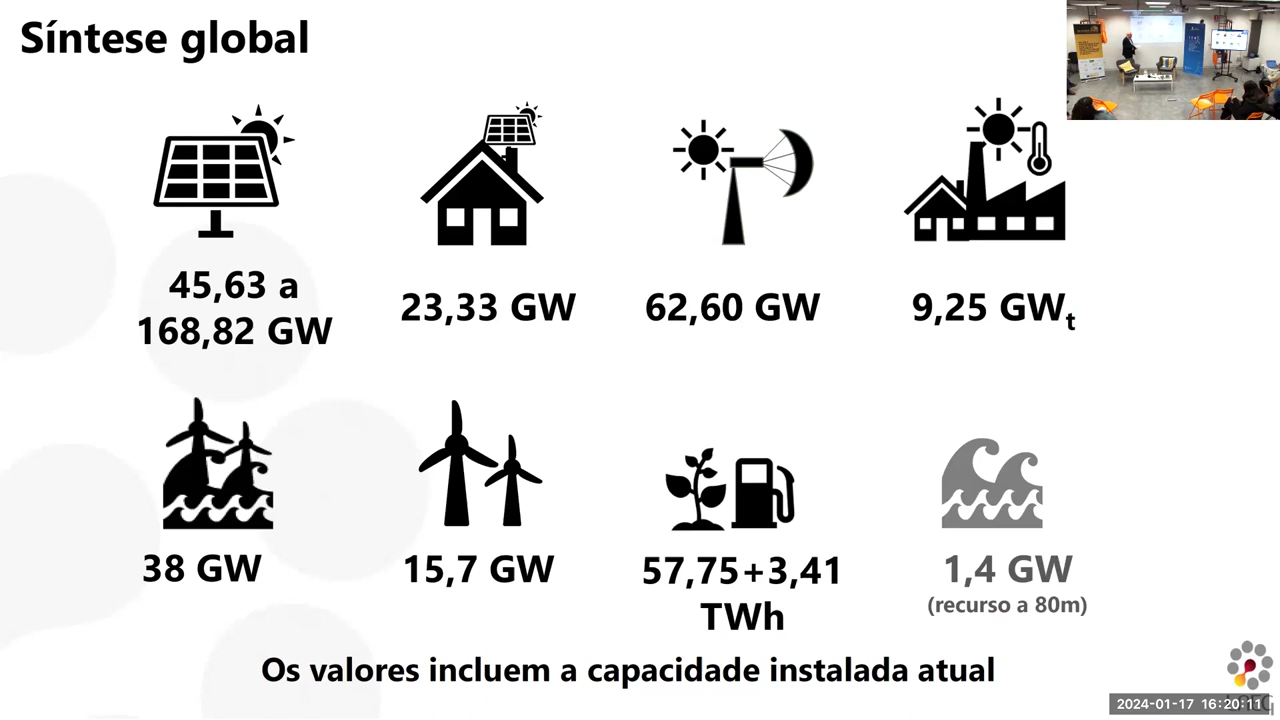 Síntese global
45,63 a
168,82 GW
23,33 GW
62,60 GW
9,25 GWt
38 GW
15,7 GW
57,75+3,41
TWh
1,4 GW
(recurso a 80m)
Os valores incluem a capacidade instalada atual
2024-01-17 16:20:11